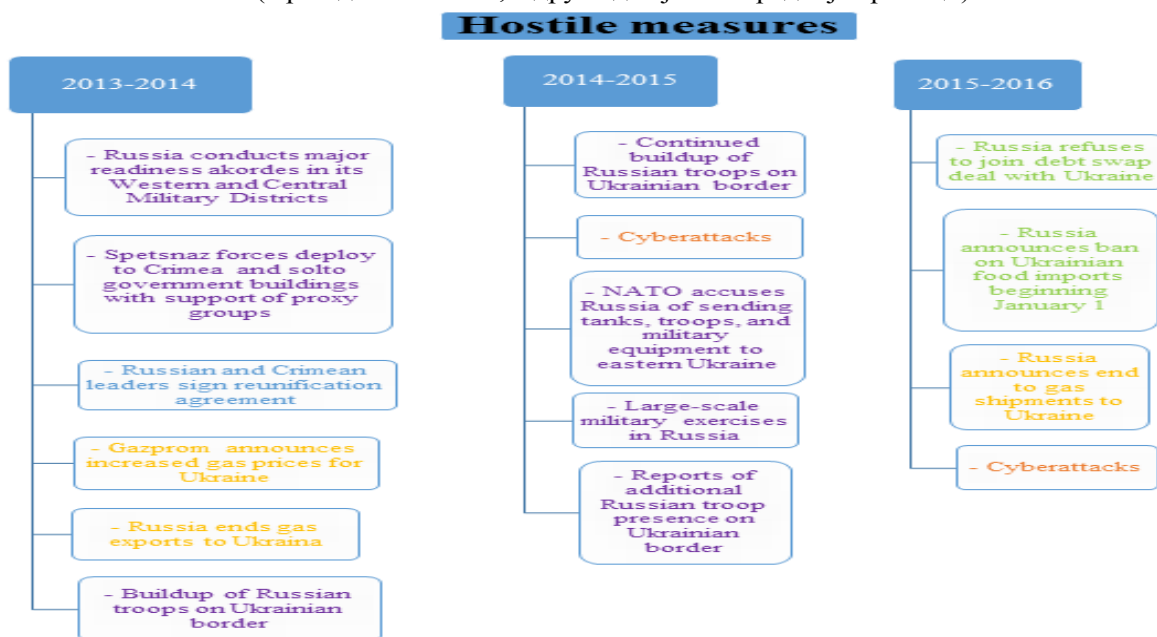 Hostile measures
2013-2014
- Russia conducts major
readiness akordes in its
Western and Central
Military Districts
- Spetsnaz forces deploy
to Crimea and solto
government buildings
with support of proxy
groups
- Russian and Crimean
leaders sign reunification
agreement
- Gazprom announces
increased gas prices for
Ukraine
- Russia ends gas
exports to Ukraina
- Buildup of Russian
troops on Ukrainian
border
2014-2015
- Continued
buildup of
Russian troops on
Ukrainian border
- Cyberattacks
- NATO accuses
Russia of sending
tanks, troops, and
military
equipment to
eastern Ukraine
- Large-scale
military exercises
in Russia
- Reports of
additional
Russian troop
presence on
Ukrainian
border
2015-2016
- Russia refuses
to join debt swap
deal with Ukraine
- Russia
announces ban
on Ukrainian
food imports
beginning
January 1
- Russia
announces end
to gas
shipments to
Ukraine
- Cyberattacks